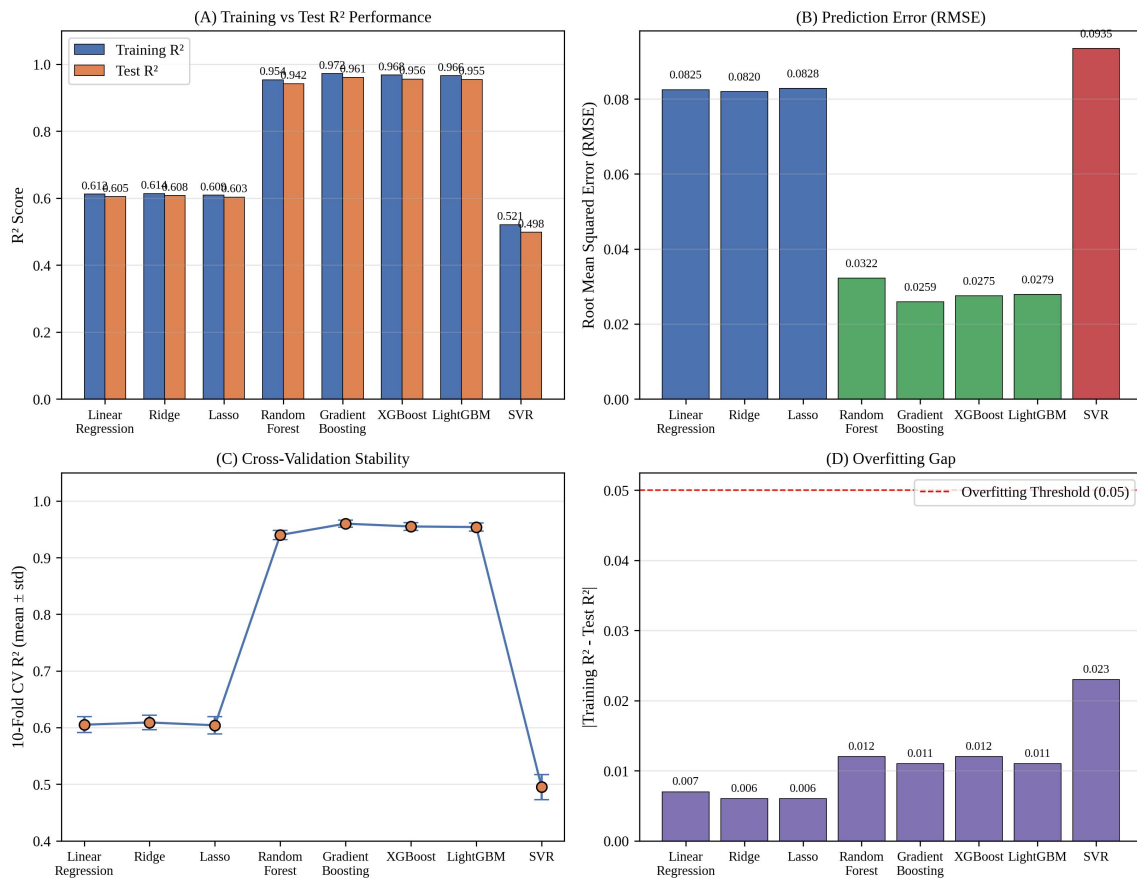 (A) Training vs Test R² Performance
Training R²
Test R²
R² Score
1.0
0.8
0.6
0.4
0.2
0.0
0.612
0.605
0.614
0.608
0.609
0.603
0.954
0.942
0.972
0.961
0.968
0.956
0.966
0.955
0.521
0.498
Linear Regression
Ridge
Lasso
Random Forest
Gradient Boosting
XGBoost
LightGBM
SVR
(B) Prediction Error (RMSE)
Root Mean Squared Error (RMSE)
0.08
0.06
0.04
0.02
0.00
0.0825
0.0820
0.0828
0.0322
0.0259
0.0275
0.0279
0.0935
Linear Regression
Ridge
Lasso
Random Forest
Gradient Boosting
XGBoost
LightGBM
SVR
(C) Cross-Validation Stability
10-Fold CV R² (mean ± std)
1.0
0.9
0.8
0.7
0.6
0.5
0.4
Linear Regression
Ridge
Lasso
Random Forest
Gradient Boosting
XGBoost
LightGBM
SVR
(D) Overfitting Gap
Overfitting Threshold (0.05)
|Training R² - Test R²|
0.05
0.04
0.03
0.02
0.01
0.00
0.007
0.006
0.006
0.012
0.011
0.012
0.011
0.023
Linear Regression
Ridge
Lasso
Random Forest
Gradient Boosting
XGBoost
LightGBM
SVR